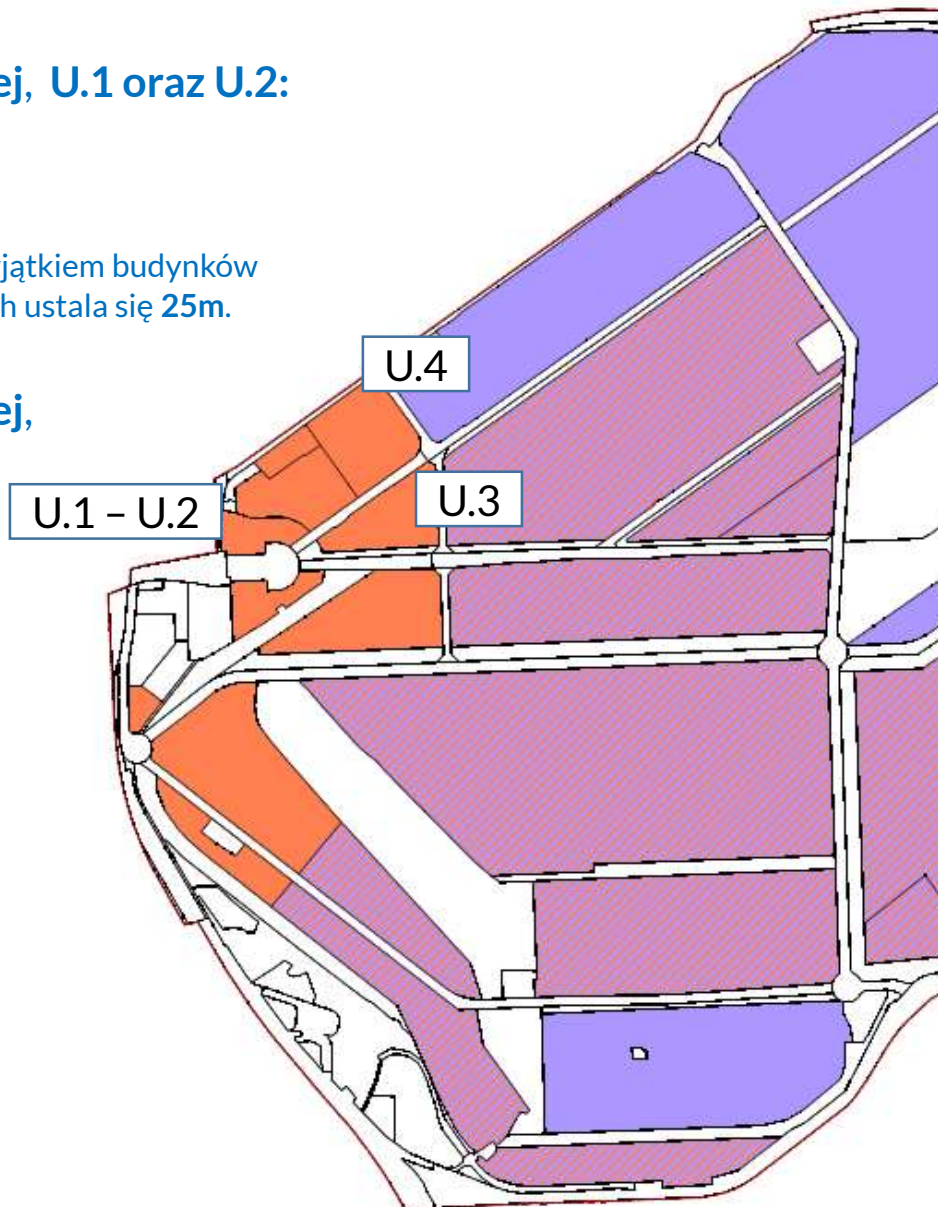 ej, U.1 oraz U.2:
jątkiem budynków
h ustala się 25m.
U.4
ej,
U.3
U.1 – U.2